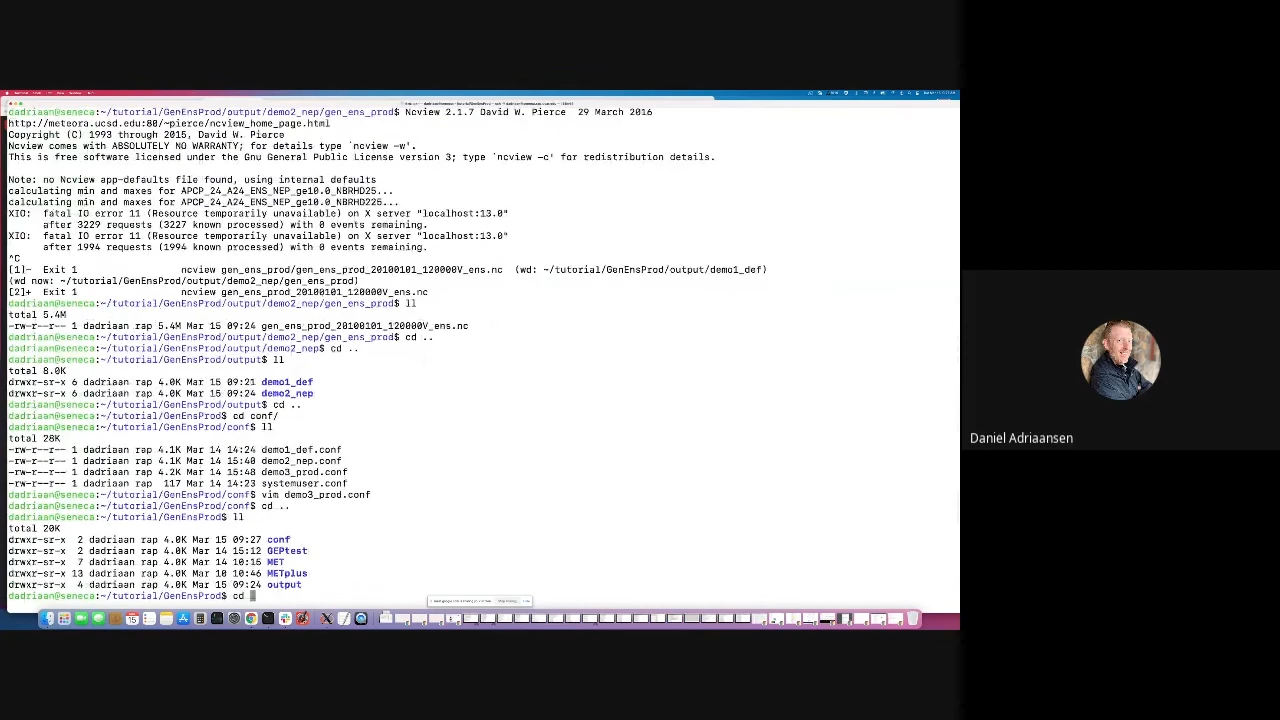 dadriaan@seneca:~/tutorial/GenEnsProd/output/demo2_nep/gen_ens_prod$ Ncview 2.1.7 David W. Pierce  29 March 2016
http://meteora.ucsd.edu:80/~pierce/ncview_home_page.html
Copyright (C) 1993 through 2015, David W. Pierce
Ncview comes with ABSOLUTELY NO WARRANTY; for details type `ncview -w'.
This is free software licensed under the Gnu General Public License version 3; type `ncview -c' for redistribution details.
Note: no Ncview app-defaults file found, using internal defaults
calculating min and maxes for APCP_24_A24_ENS_NEP_ge10.0_NBRHD25...
calculating min and maxes for APCP_24_A24_ENS_NEP_ge10.0_NBRHD225...
XIO:  fatal IO error 11 (Resource temporarily unavailable) on X server "localhost:13.0"
after 3229 requests (3227 known processed) with 0 events remaining.
XIO:  fatal IO error 11 (Resource temporarily unavailable) on X server "localhost:13.0"
after 1994 requests (1994 known processed) with 0 events remaining.
^C
[1]-  Exit 1                  ncview gen_ens_prod/gen_ens_prod_20100101_120000V_ens.nc  (wd: ~/tutorial/GenEnsProd/output/demo1_def)
(wd now: ~/tutorial/GenEnsProd/output/demo2_nep/gen_ens_prod)
[2]+  Exit 1                  ncview gen_ens_prod_20100101_120000V_ens.nc
dadriaan@seneca:~/tutorial/GenEnsProd/output/demo2_nep/gen_ens_prod$ ll
total 5.4M
-rw-r--r-- 1 dadriaan rap 5.4M Mar 15 09:24 gen_ens_prod_20100101_120000V_ens.nc
dadriaan@seneca:~/tutorial/GenEnsProd/output/demo2_nep/gen_ens_prod$ cd ..
dadriaan@seneca:~/tutorial/GenEnsProd/output/demo2_nep$ cd ..
dadriaan@seneca:~/tutorial/GenEnsProd/output$ ll
total 8.0K
drwxr-sr-x 6 dadriaan rap 4.0K Mar 15 09:21 demo1_def
drwxr-sr-x 6 dadriaan rap 4.0K Mar 15 09:24 demo2_nep
dadriaan@seneca:~/tutorial/GenEnsProd/output$ cd ..
dadriaan@seneca:~/tutorial/GenEnsProd$ cd conf/
dadriaan@seneca:~/tutorial/GenEnsProd/conf$ ll
total 28K
-rw-r--r-- 1 dadriaan rap 4.1K Mar 14 14:24 demo1_def.conf
-rw-r--r-- 1 dadriaan rap 4.1K Mar 14 15:40 demo2_nep.conf
-rw-r--r-- 1 dadriaan rap 4.2K Mar 14 15:48 demo3_prod.conf
-rw-r--r-- 1 dadriaan rap  117 Mar 14 14:23 systemuser.conf
dadriaan@seneca:~/tutorial/GenEnsProd/conf$ vim demo3_prod.conf
dadriaan@seneca:~/tutorial/GenEnsProd/conf$ cd ..
dadriaan@seneca:~/tutorial/GenEnsProd$ ll
total 20K
drwxr-sr-x  2 dadriaan rap 4.0K Mar 15 09:27 conf
drwxr-sr-x  2 dadriaan rap 4.0K Mar 14 15:12 GEPtest
drwxr-sr-x  7 dadriaan rap 4.0K Mar 14 10:15 MET
drwxr-sr-x 13 dadriaan rap 4.0K Mar 10 10:46 METplus
drwxr-sr-x  4 dadriaan rap 4.0K Mar 15 09:24 output
dadriaan@seneca:~/tutorial/GenEnsProd$ cd
Daniel Adriaansen